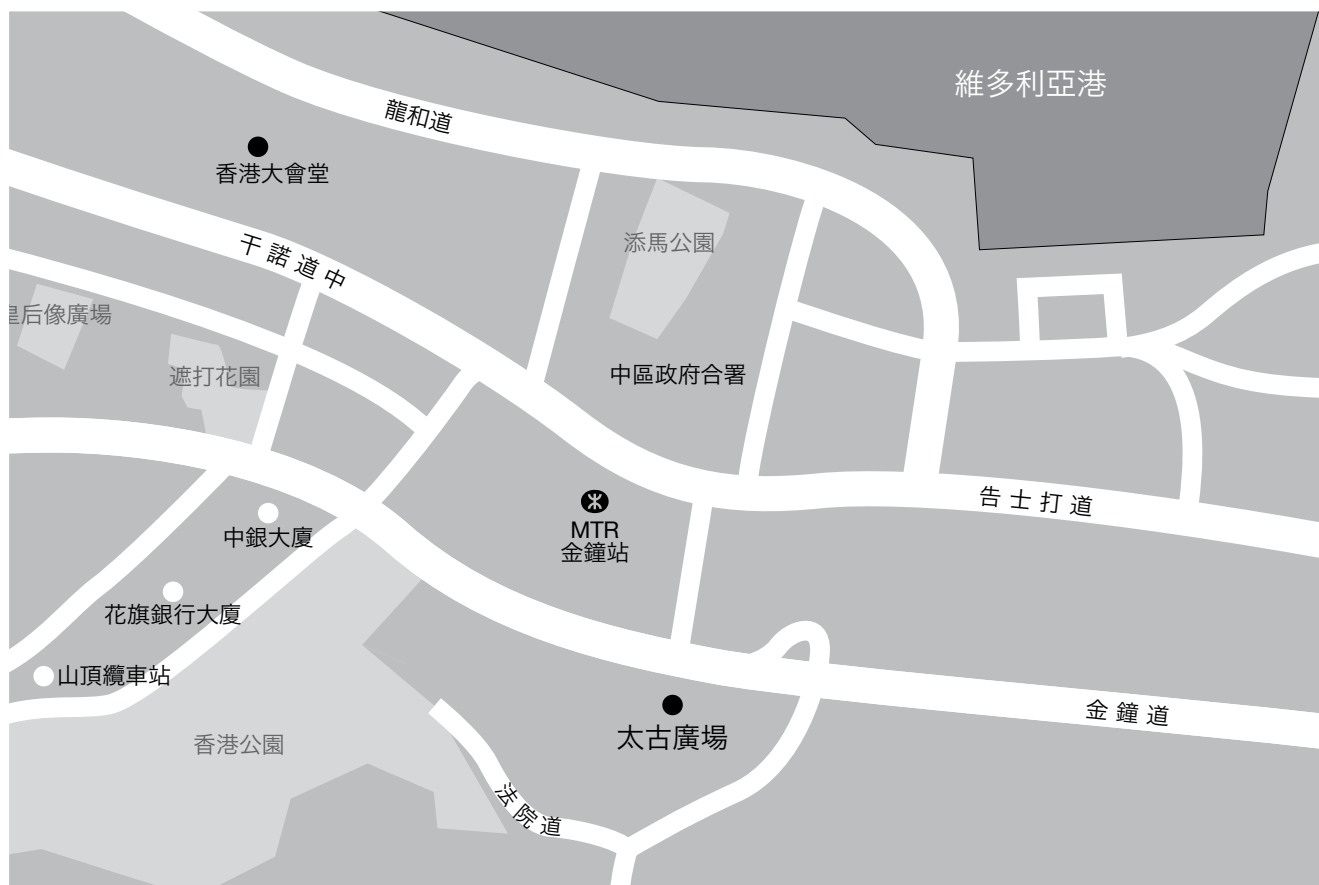 維多利亞港
龍和道
香港大會堂
添馬公園
干諾道中
皇后像廣場
遮打花園
中區政府合署
告士打道
MTR
金鐘站
中銀大廈
花旗銀行大廈
山頂纜車站
金鐘道
太古廣場
香港公園
法院道